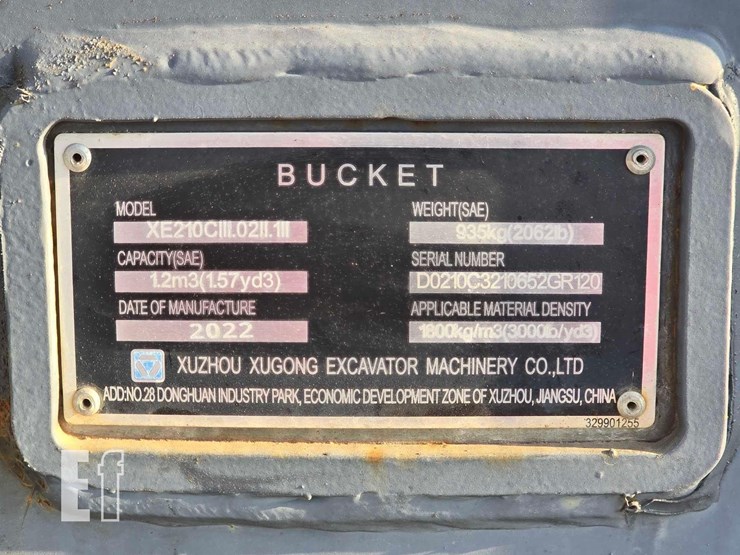 BUCKET
MODEL
XE210CIII.02II.1II
WEIGHT(SAE)
935kg(2062lb)
CAPACITY(SAE)
1.2m3(1.57yd3)
SERIAL NUMBER
D0210C3210652GR120
DATE OF MANUFACTURE
2022
APPLICABLE MATERIAL DENSITY
1800kg/m3(3000lb/yd3)
XUZHOU XUGONG EXCAVATOR MACHINERY CO.,LTD
ADD:NO.28 DONGHUAN INDUSTRY PARK, ECONOMIC DEVELOPMENT ZONE OF XUZHOU, JIANGSU, CHINA
329901255
Ef